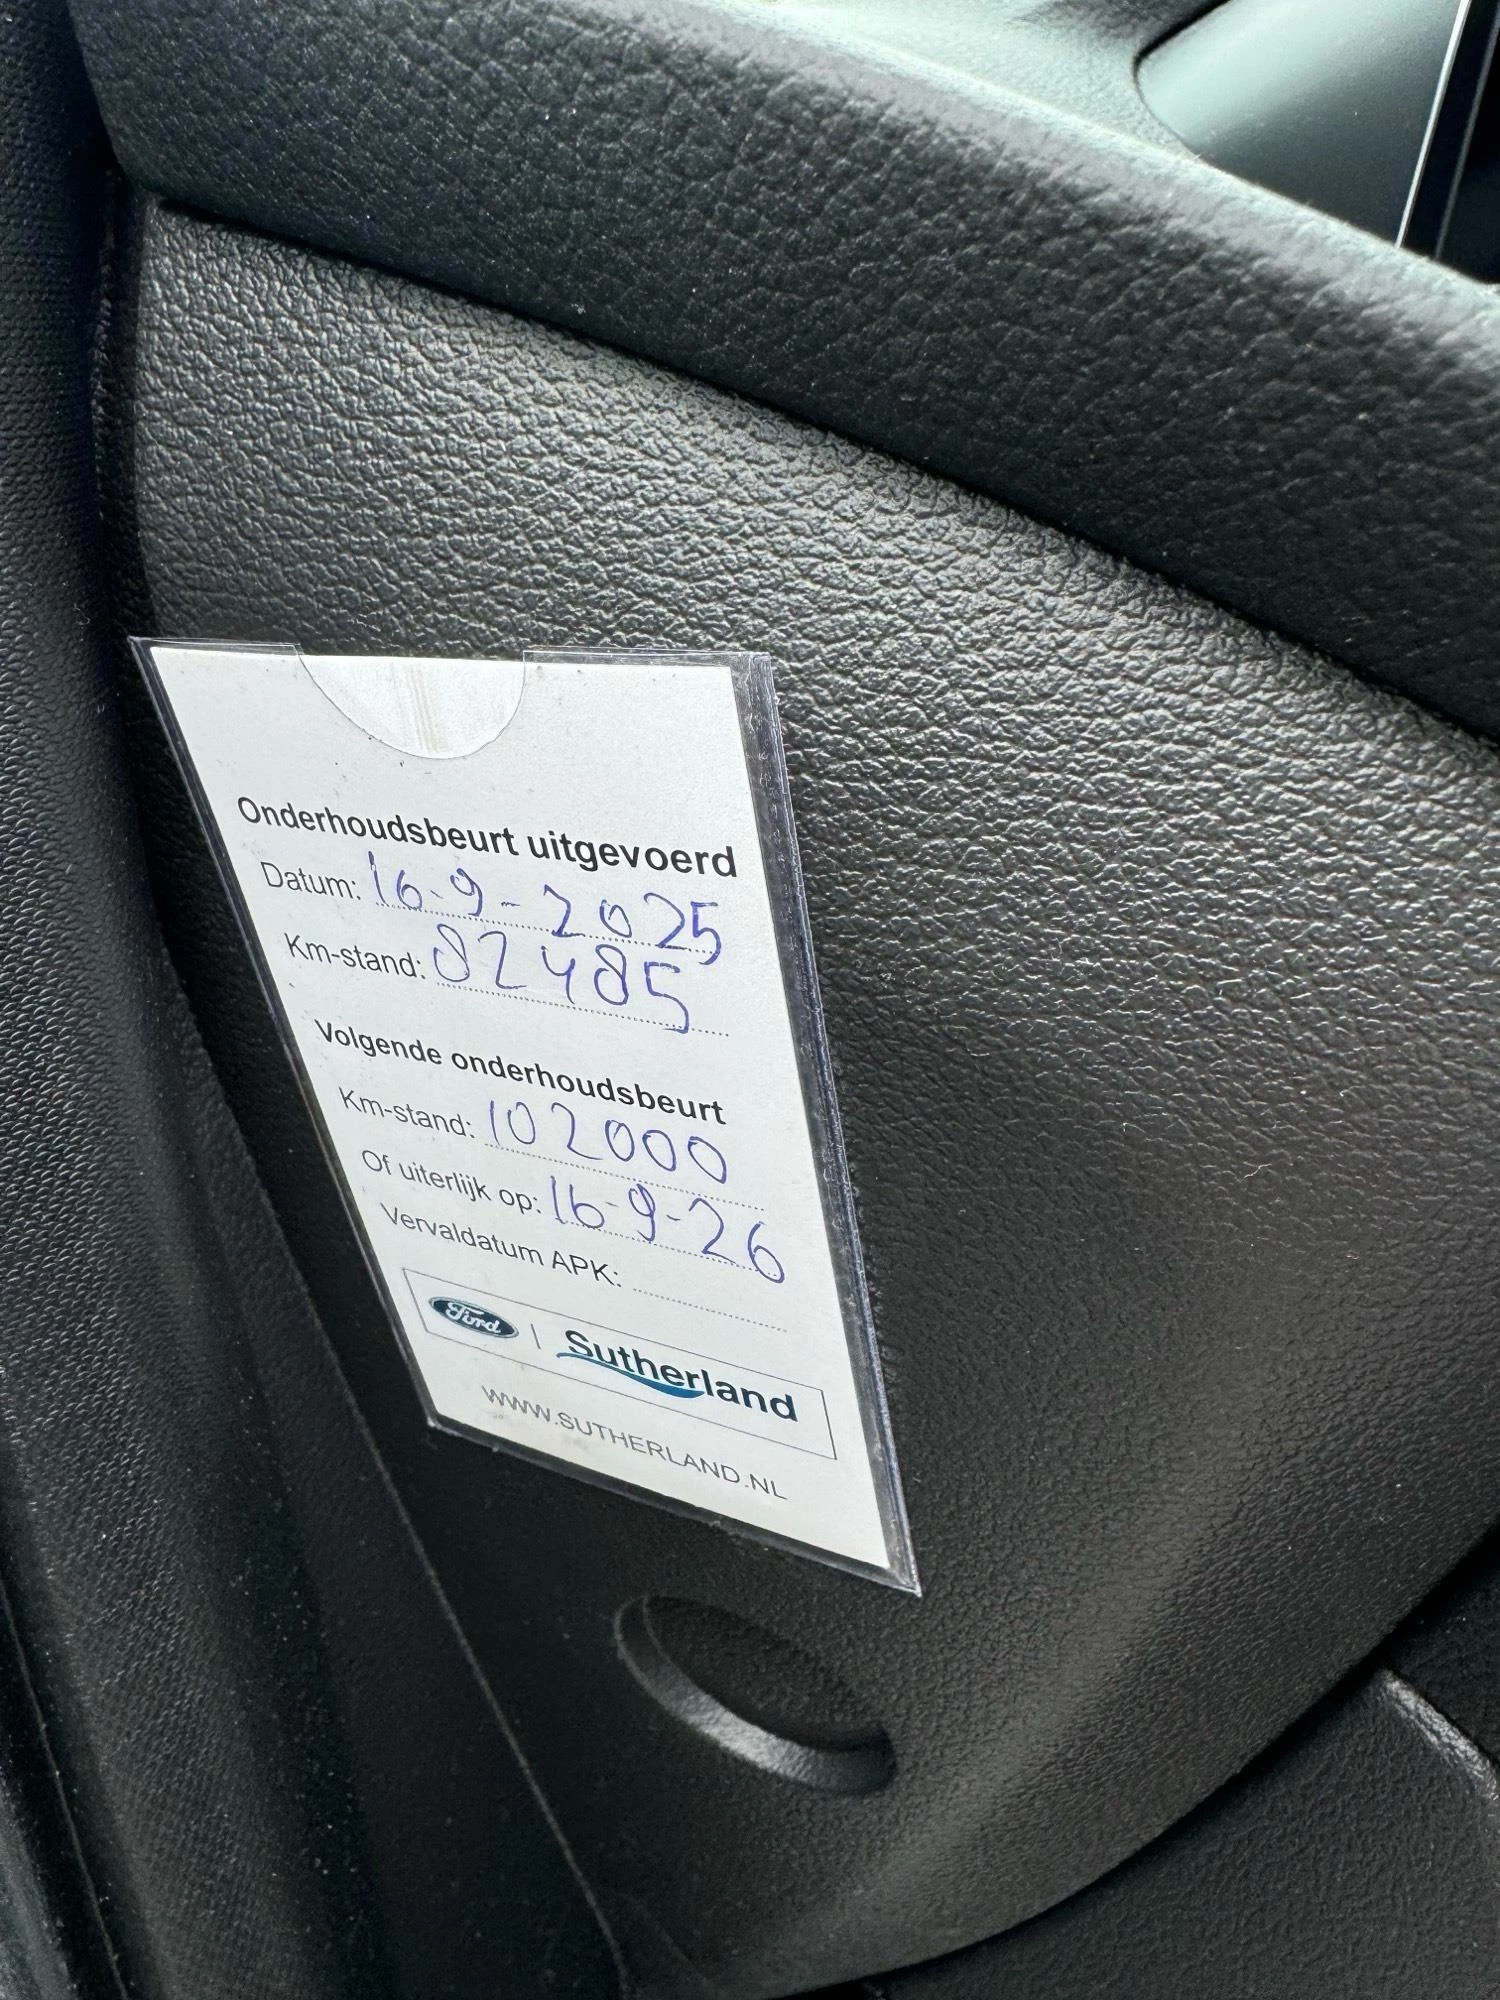 Onderhoudsbeurt uitgevoerd
Datum: 16-9-2025
Km-stand: 82485
Volgende onderhoudsbeurt
Km-stand: 102000
Of uiterlijk op: 16-9-26
Vervaldatum APK:
Ford | Sutherland
WWW.SUTHERLAND.NL